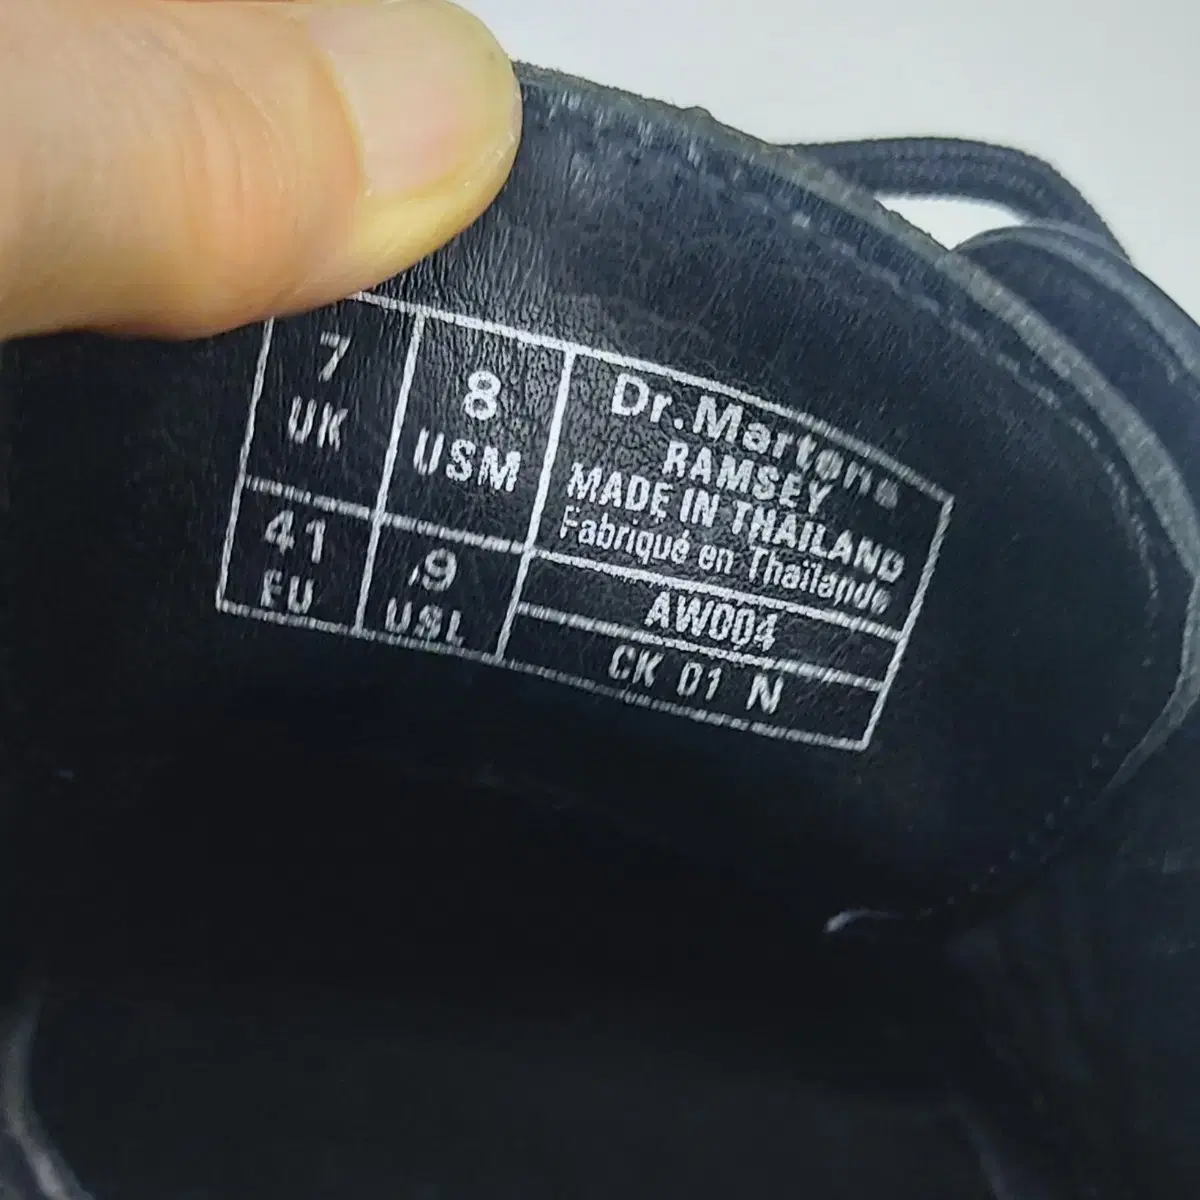 7
UK
8
USM
41
EU
9
USL
Dr.Martens
RAMSEY
MADE IN THAILAND
Fabriqué en Thaïlande
AW004
CK 01 N